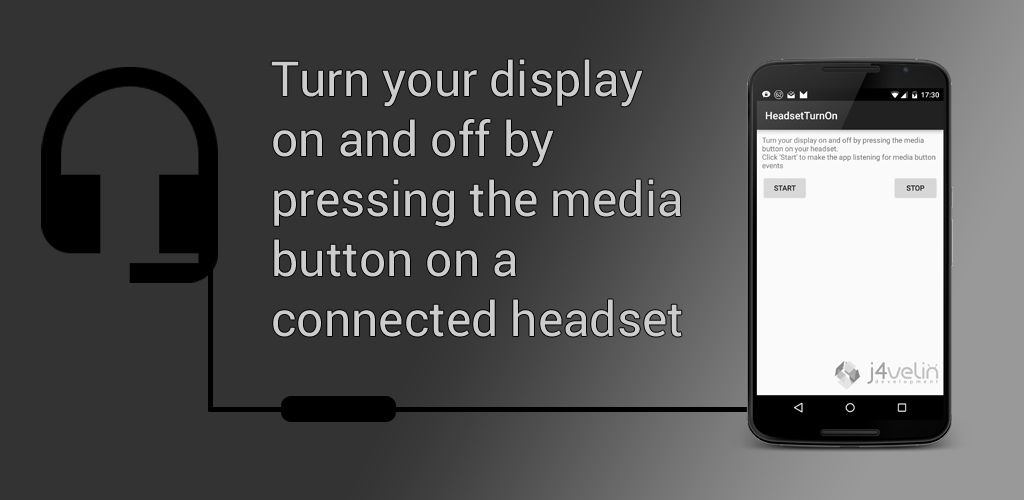 Turn your display
on and off by
pressing the media
button on a
connected headset
17:30
HeadsetTurnOn
Turn your display on and off by pressing the media
button on your headset.
Click 'Start' to make the app listening for media button
events
START
STOP
j4velin
development